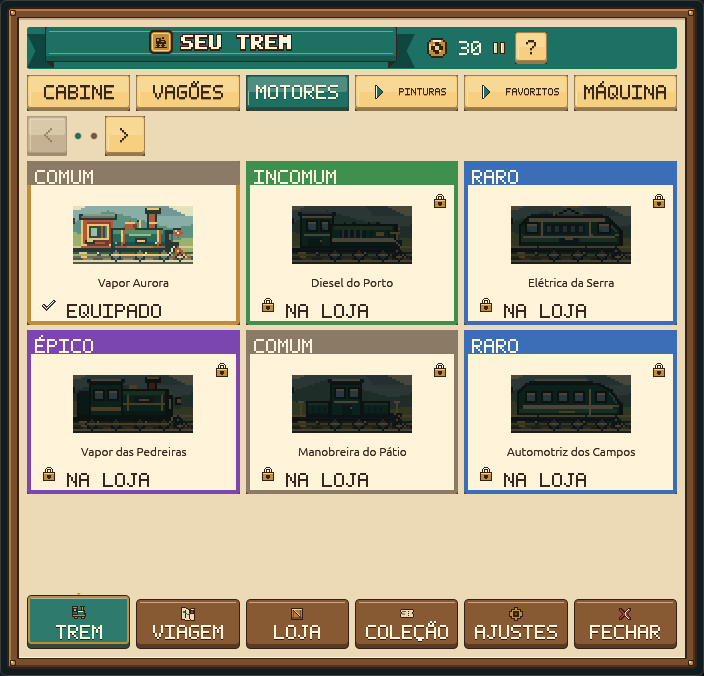 SEU TREM
30
?
CABINE
VAGÕES
MOTORES
PINTURAS
FAVORITOS
MÁQUINA
COMUM
Vapor Aurora
EQUIPADO
INCOMUM
Diesel do Porto
NA LOJA
RARO
Elétrica da Serra
NA LOJA
ÉPICO
Vapor das Pedreiras
NA LOJA
COMUM
Manobreira do Pátio
NA LOJA
RARO
Automotriz dos Campos
NA LOJA
TREM
VIAGEM
LOJA
COLEÇÃO
AJUSTES
FECHAR